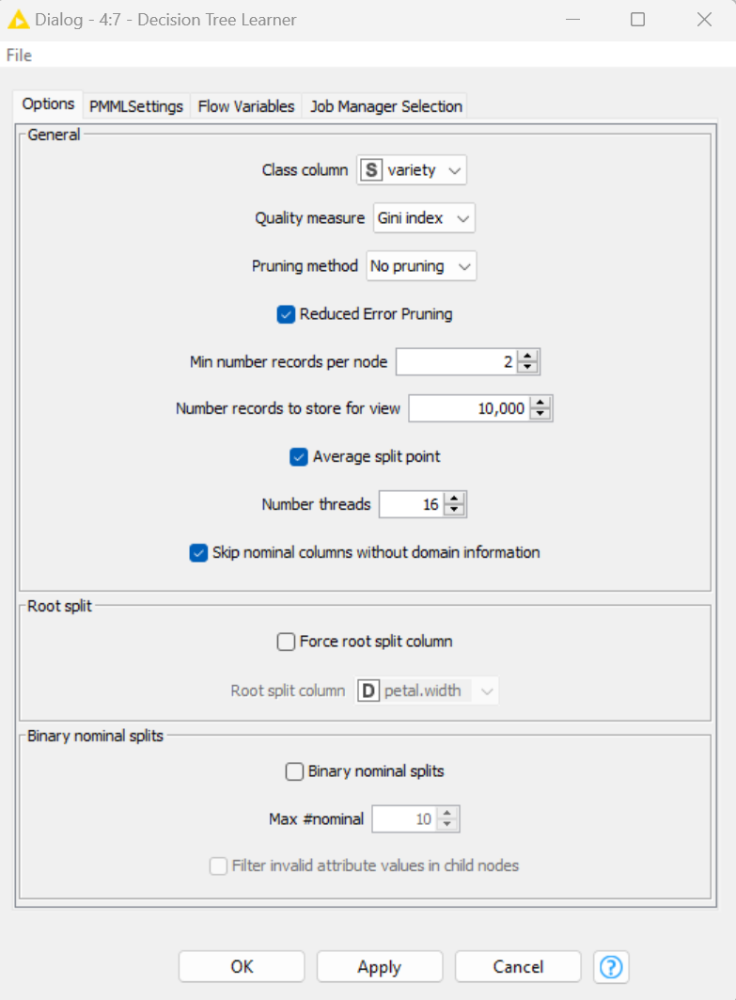 Dialog - 4:7 - Decision Tree Learner
File
Options PMMLSettings Flow Variables Job Manager Selection
General
Class column S variety
Quality measure Gini index
Pruning method No pruning
Reduced Error Pruning
Min number records per node 2
Number records to store for view 10,000
Average split point
Number threads 16
Skip nominal columns without domain information
Root split
Force root split column
Root split column D petal.width
Binary nominal splits
Binary nominal splits
Max #nominal 10
Filter invalid attribute values in child nodes
OK Apply Cancel ?